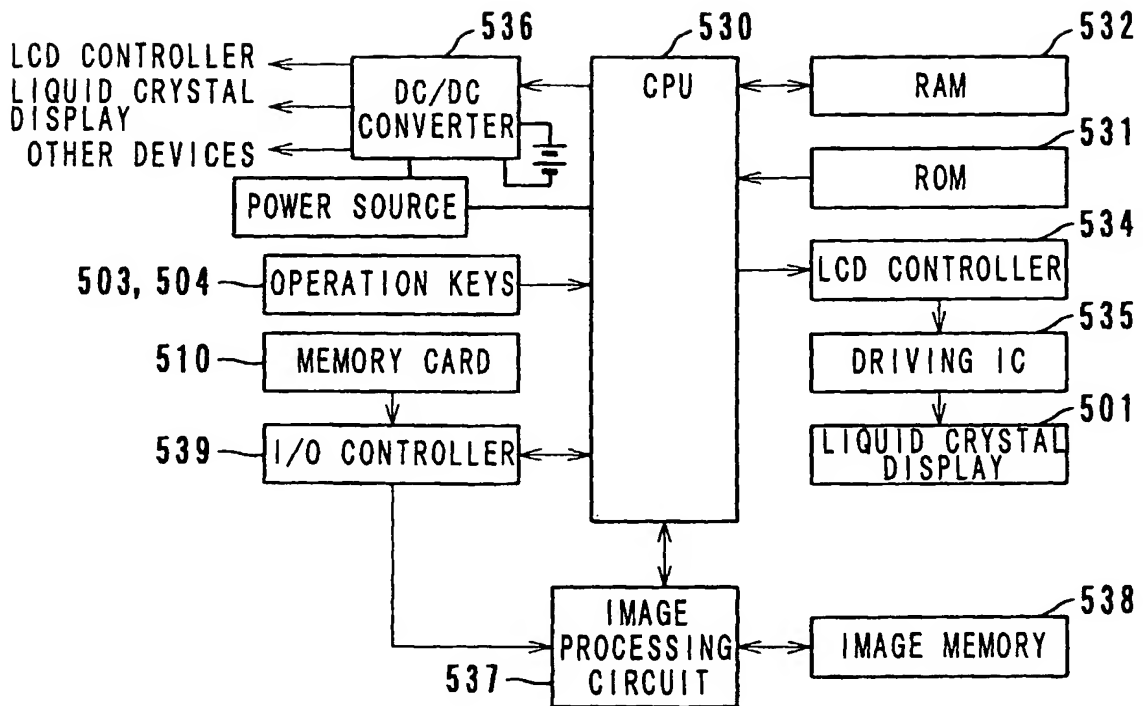 536
530
532
LCD CONTROLLER
LIQUID CRYSTAL
DISPLAY
OTHER DEVICES
DC/DC
CONVERTER
CPU
RAM
531
ROM
POWER SOURCE
534
503, 504
OPERATION KEYS
LCD CONTROLLER
535
510
MEMORY CARD
DRIVING IC
501
539
I/O CONTROLLER
LIQUID CRYSTAL
DISPLAY
IMAGE
PROCESSING
CIRCUIT
537
538
IMAGE MEMORY